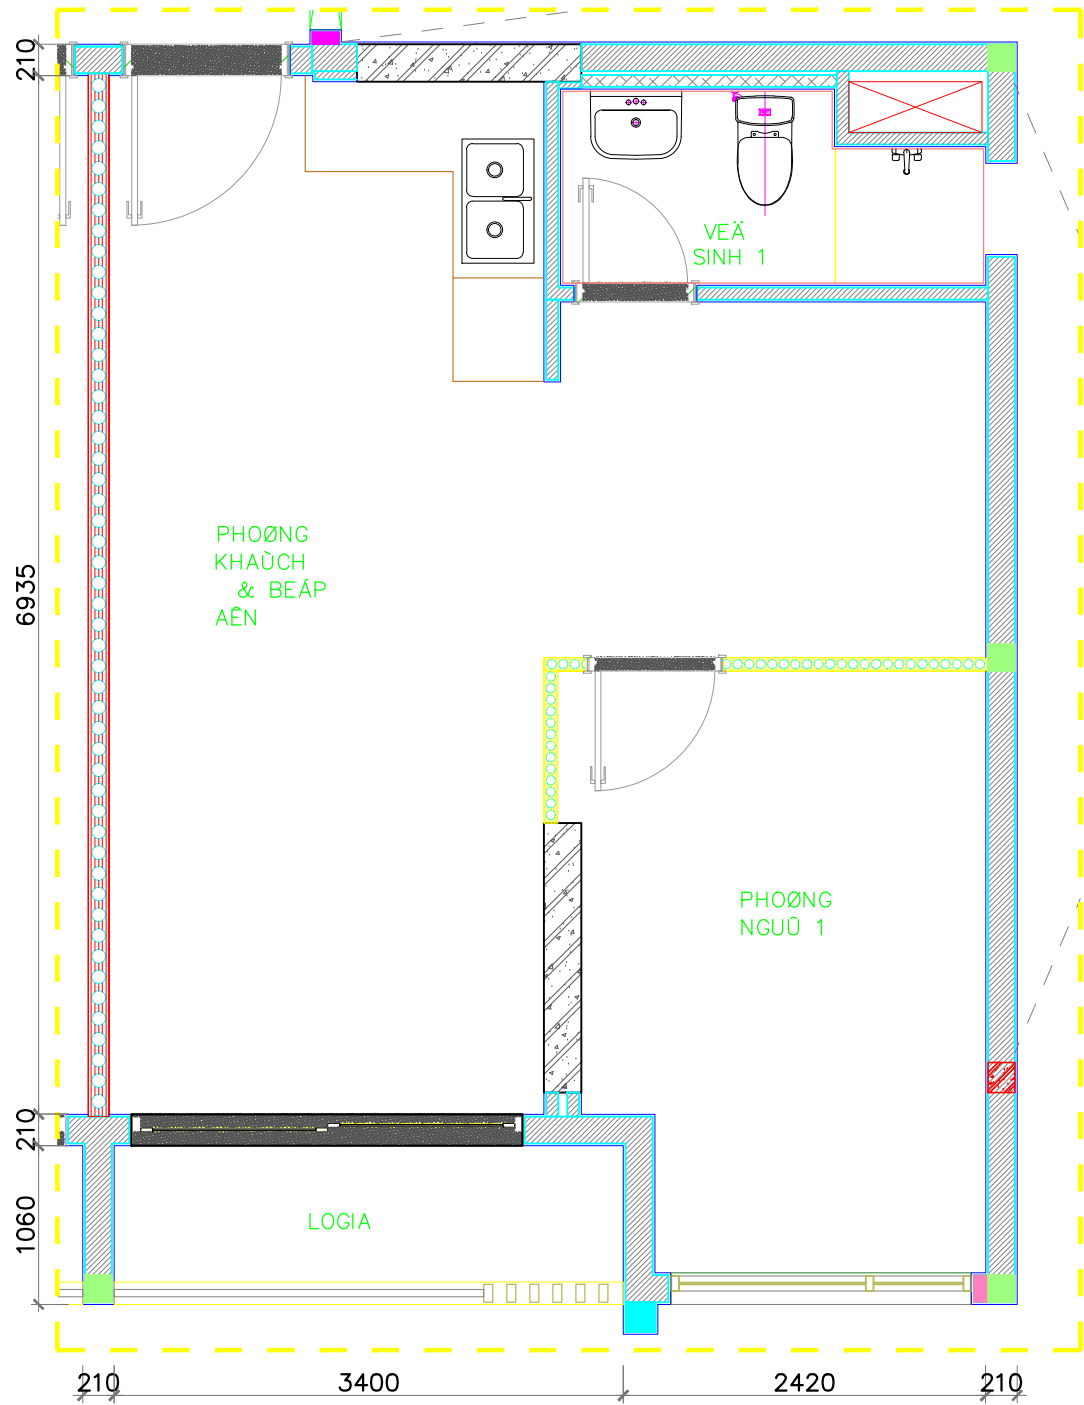 210
VEÄ
SINH 1
PHOØNG
KHAÙCH
& BEÁP
AÊN
6935
PHOØNG
NGUÛ 1
210
1060
LOGIA
210
3400
2420
210